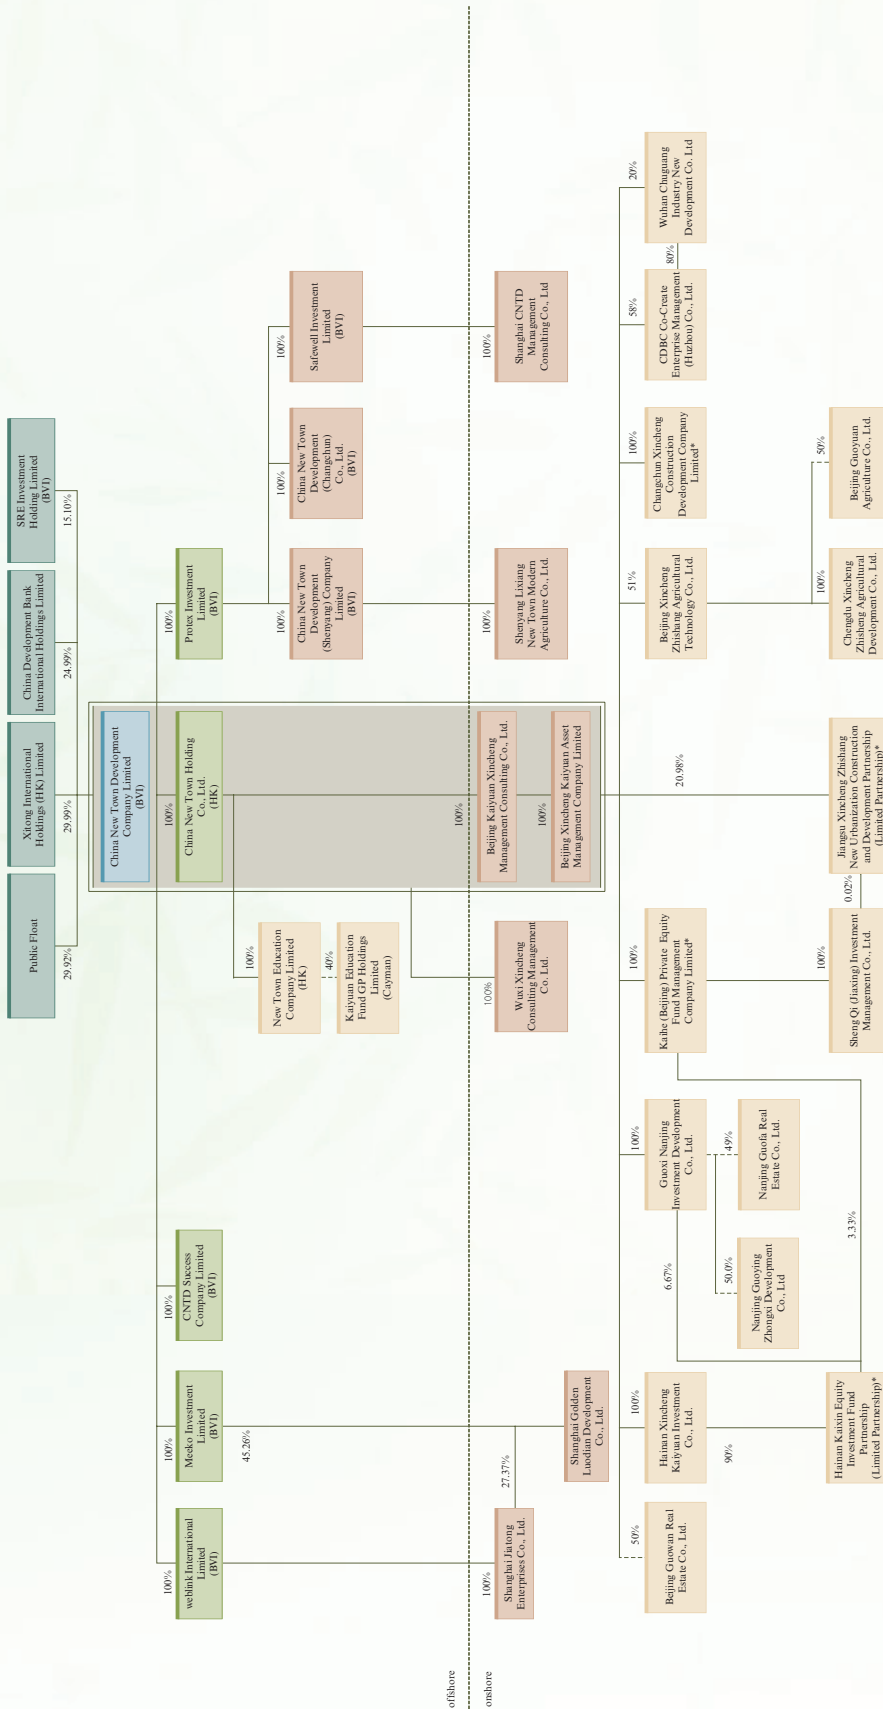 Public Float
29.92%
Xitong International
Holdings (HK) Limited
29.99%
China Development Bank
International Holdings Limited
24.99%
SRE Investment
Holding Limited
(BVI)
15.10%
China New Town Development
Company Limited
(BVI)
100%
weblink International
Limited
(BVI)
100%
Meeko Investment
Limited
(BVI)
45.26%
100%
CNTD Success
Company Limited
(BVI)
100%
China New Town Holding
Co., Ltd.
(HK)
100%
Protex Investment
Limited
(BVI)
100%
New Town Education
Company Limited
(HK)
40%
Kaiyuan Education
Fund GP Holdings
Limited
(Cayman)
100%
China New Town
Development
(Shenyang) Company
Limited
(BVI)
100%
China New Town
Development
(Changchun)
Co., Ltd.
(BVI)
100%
Safewell Investment
Limited
(BVI)
offshore
onshore
100%
Shanghai Jiatong
Enterprises Co., Ltd.
27.37%
Shanghai Golden
Luodian Development
Co., Ltd.
100%
Wuxi Xincheng
Consulting Management
Co. Ltd.
100%
Beijing Kaiyuan Xincheng
Management Consulting Co., Ltd.
100%
Beijing Xincheng Kaiyuan Asset
Management Company Limited
100%
Shenyang Lixiang
New Town Modern
Agriculture Co., Ltd.
100%
Shanghai CNTD
Management
Consulting Co., Ltd
50%
Beijing Guowan Real
Estate Co., Ltd.
100%
Hainan Xincheng
Kaiyuan Investment
Co., Ltd.
90%
100%
Guoxi Nanjing
Investment Development
Co., Ltd.
6.67%
50.0%
Nanjing Guoying
Zhongxi Development
Co., Ltd
49%
Nanjing Guofa Real
Estate Co., Ltd.
100%
Kaihe (Beijing) Private Equity
Fund Management
Company Limited*
3.33%
20.98%
51%
Beijing Xincheng
Zhishang Agricultural
Technology Co., Ltd.
100%
Changchun Xincheng
Construction
Development Company
Limited*
58%
CDBC Co-Create
Enterprise Management
(Huzhou) Co., Ltd.
80%
20%
Wuhan Chuguang
Industry New
Development Co. Ltd
Hainan Kaixin Equity
Investment Fund
Partnership
(Limited Partnership)*
100%
Sheng Qi (Jiaxing) Investment
Management Co., Ltd.
0.02%
Jiangsu Xincheng Zhishang
New Urbanization Construction
and Development Partnership
(Limited Partnership)*
100%
Chengdu Xincheng
Zhisheng Agricultural
Development Co., Ltd.
50%
Beijing Guoyuan
Agriculture Co., Ltd.